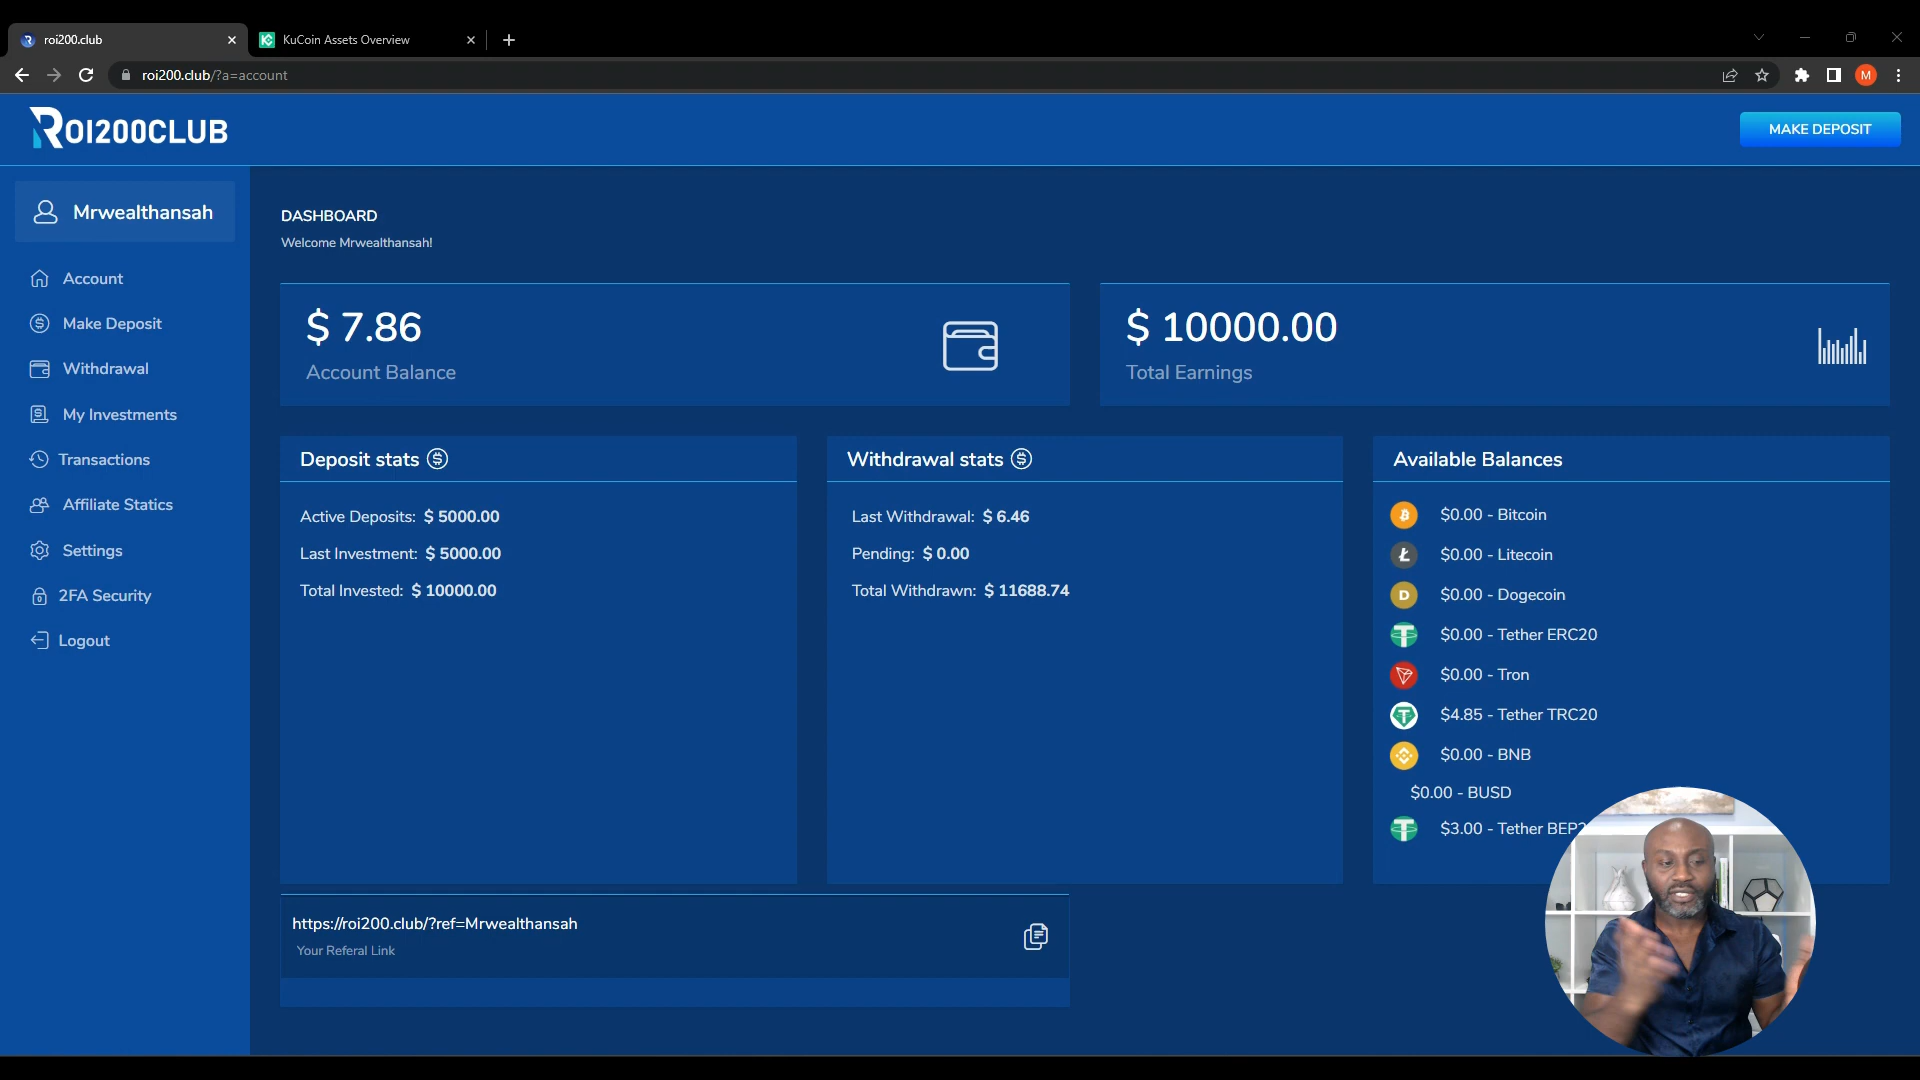 roi200.club
KuCoin Assets Overview
roi200.club/?a=account
M
ROI200CLUB
MAKE DEPOSIT
Mrwealthansah
Account
Make Deposit
Withdrawal
My Investments
Transactions
Affiliate Statics
Settings
2FA Security
Logout
DASHBOARD
Welcome Mrwealthansah!
$ 7.86
Account Balance
$ 10000.00
Total Earnings
Deposit stats
Active Deposits: $ 5000.00
Last Investment: $ 5000.00
Total Invested: $ 10000.00
Withdrawal stats
Last Withdrawal: $ 6.46
Pending: $ 0.00
Total Withdrawn: $ 11688.74
Available Balances
$0.00 - Bitcoin
$0.00 - Litecoin
$0.00 - Dogecoin
$0.00 - Tether ERC20
$0.00 - Tron
$4.85 - Tether TRC20
$0.00 - BNB
$0.00 - BUSD
$3.00 - Tether
https://roi200.club/?ref=Mrwealthansah
Your Referal Link